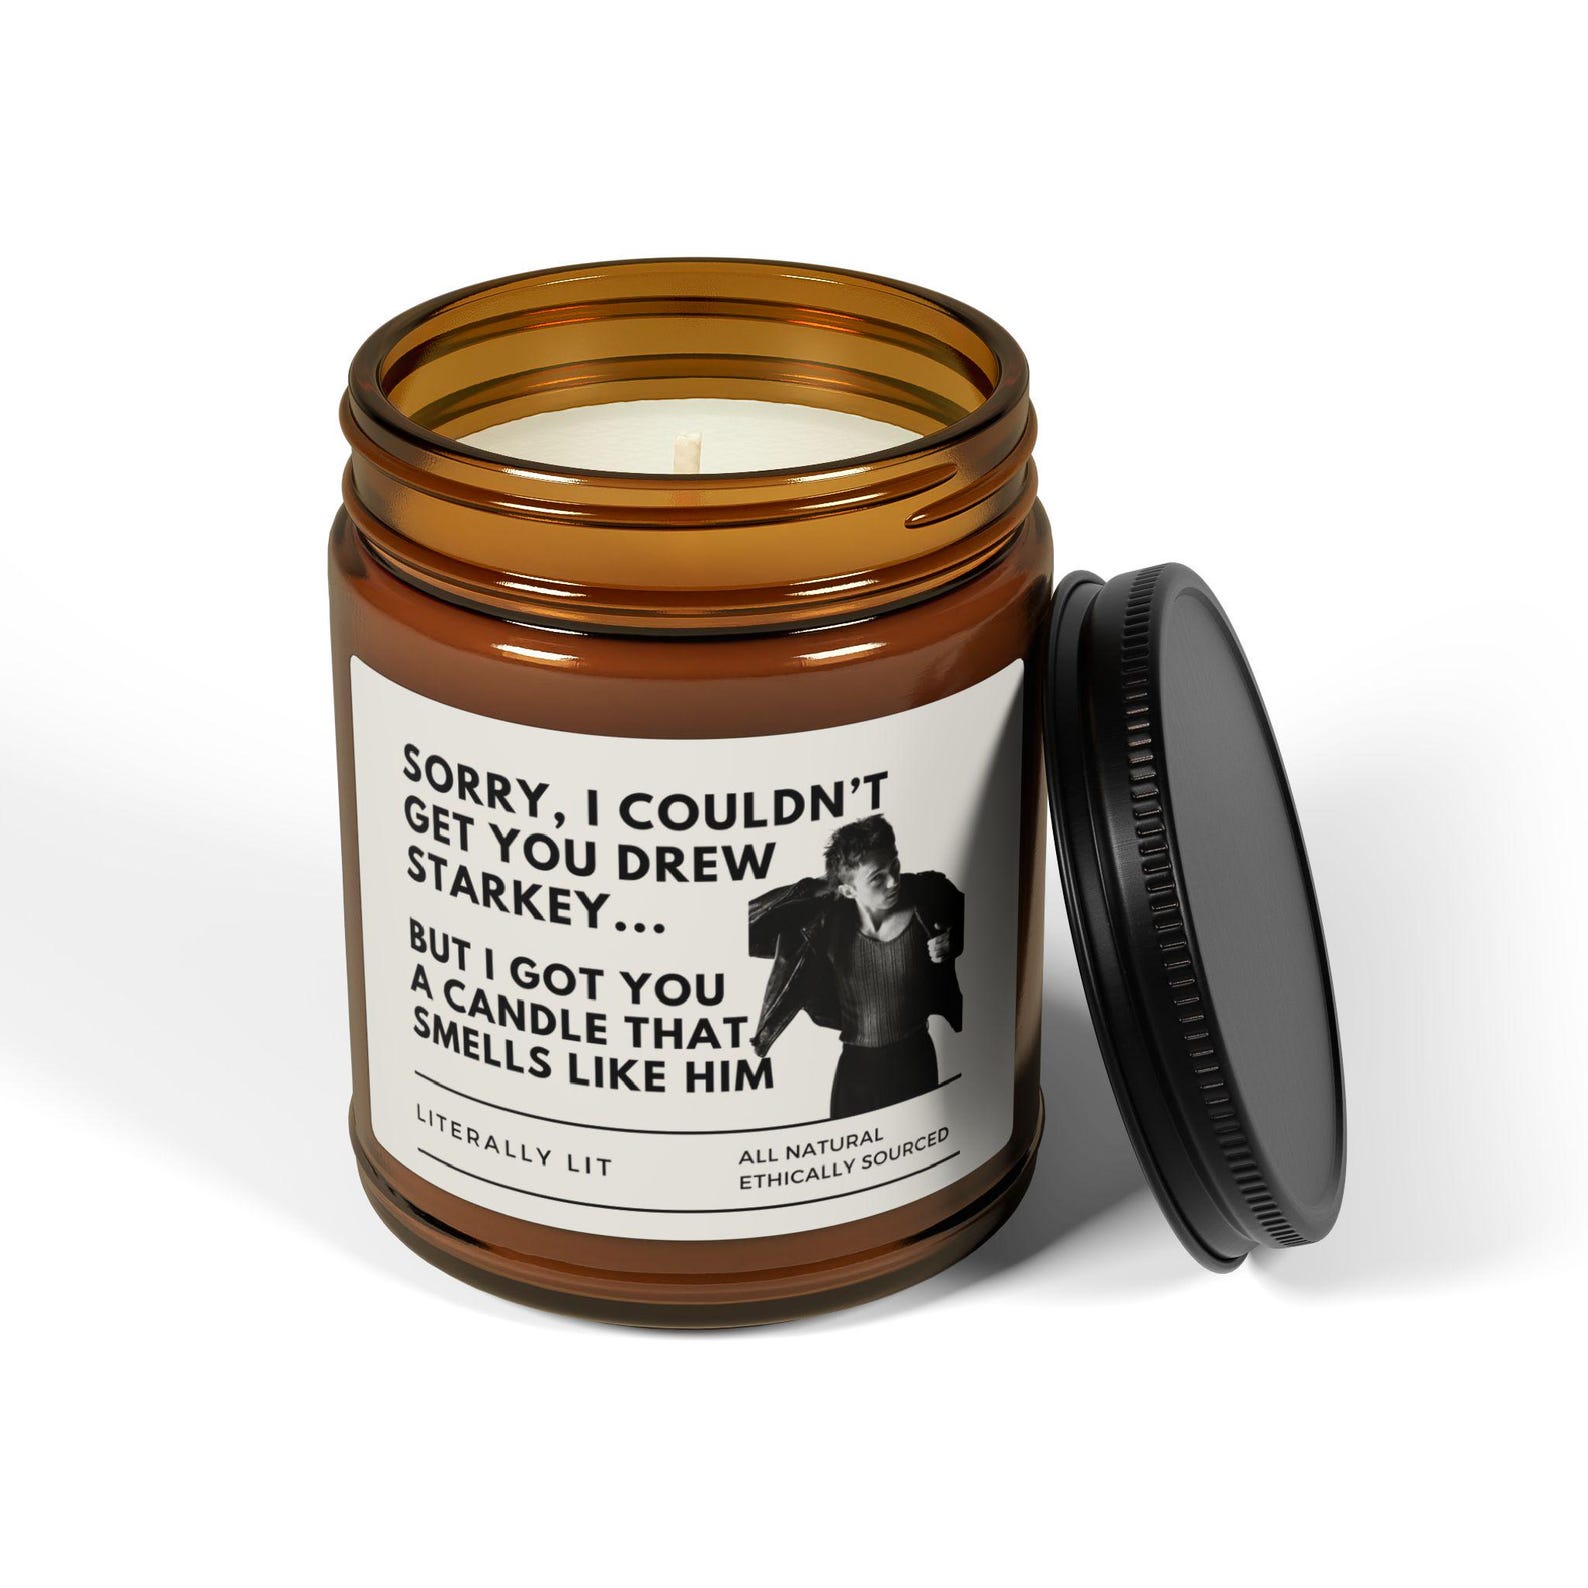 SORRY, I COULDN'T
GET YOU DREW
STARKEY...
BUT I GOT YOU
A CANDLE THAT
SMELLS LIKE HIM
LITERALLY LIT
ALL NATURAL
ETHICALLY SOURCED